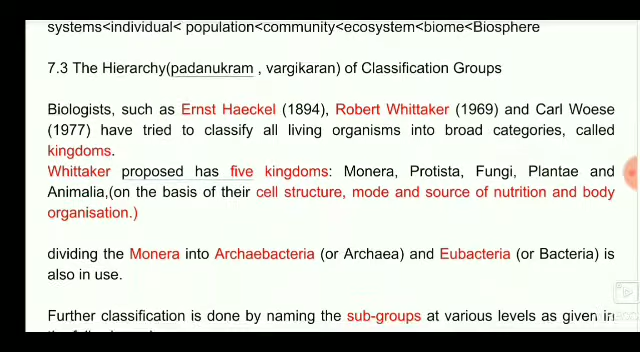 systems<individual< population<community<ecosystem<biome<Biosphere
7.3 The Hierarchy(padanukram , vargikaran) of Classification Groups
Biologists, such as Ernst Haeckel (1894), Robert Whittaker (1969) and Carl Woese
(1977) have tried to classify all living organisms into broad categories, called
kingdoms.
Whittaker proposed has five kingdoms: Monera, Protista, Fungi, Plantae and
Animalia,(on the basis of their cell structure, mode and source of nutrition and body
organisation.)
dividing the Monera into Archaebacteria (or Archaea) and Eubacteria (or Bacteria) is
also in use.
Further classification is done by naming the sub-groups at various levels as given in